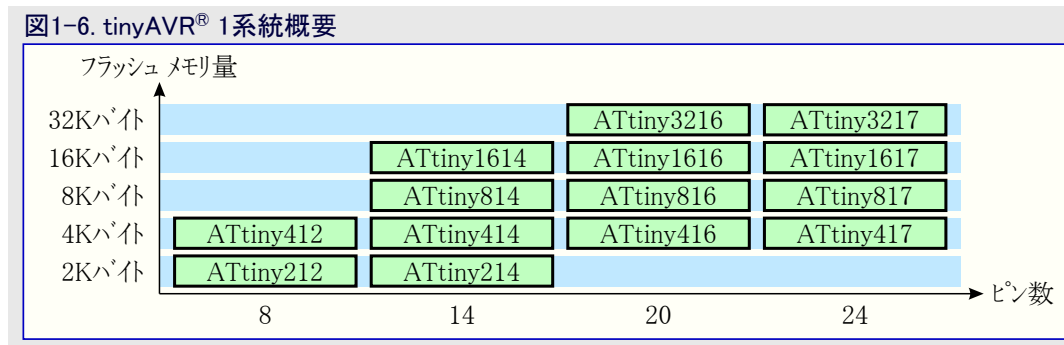 図1-6. tinyAVR® 1系統概要
フラッシュ メモリ量
32Kバイト ATtiny3216 ATtiny3217
16Kバイト ATtiny1614 ATtiny1616 ATtiny1617
8Kバイト ATtiny814 ATtiny816 ATtiny817
4Kバイト ATtiny412 ATtiny414 ATtiny416 ATtiny417
2Kバイト ATtiny212 ATtiny214
ピン数
8 14 20 24